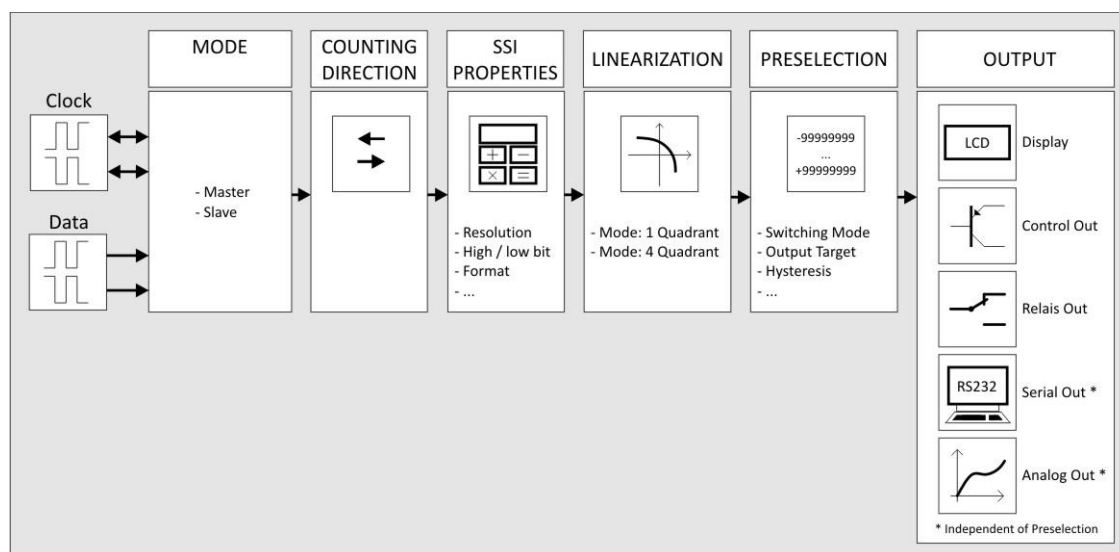 MODE
COUNTING
DIRECTION
SSI
PROPERTIES
LINEARIZATION
PRESELECTION
OUTPUT
Clock
Data
- Master
- Slave
+ −
× =
- Resolution
- High / low bit
- Format
- ...
- Mode: 1 Quadrant
- Mode: 4 Quadrant
-99999999
...
+99999999
- Switching Mode
- Output Target
- Hysteresis
- ...
LCD
Display
Control Out
Relais Out
RS232
Serial Out *
Analog Out *
* Independent of Preselection